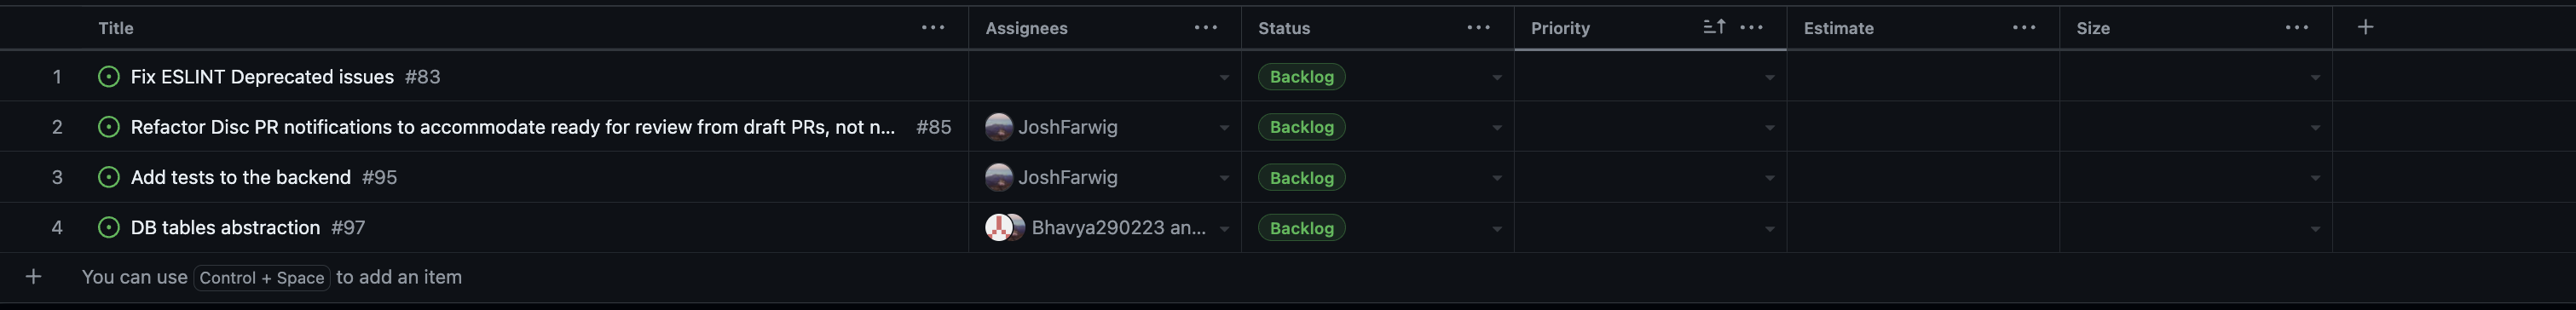 Title ... Assignees ... Status ... Priority ... Estimate ... Size ... +
1 Fix ESLINT Deprecated issues #83 Backlog
2 Refactor Disc PR notifications to accommodate ready for review from draft PRs, not n... #85 JoshFarwig Backlog
3 Add tests to the backend #95 JoshFarwig Backlog
4 DB tables abstraction #97 Bhavya290223 an... Backlog
+ You can use Control + Space to add an item